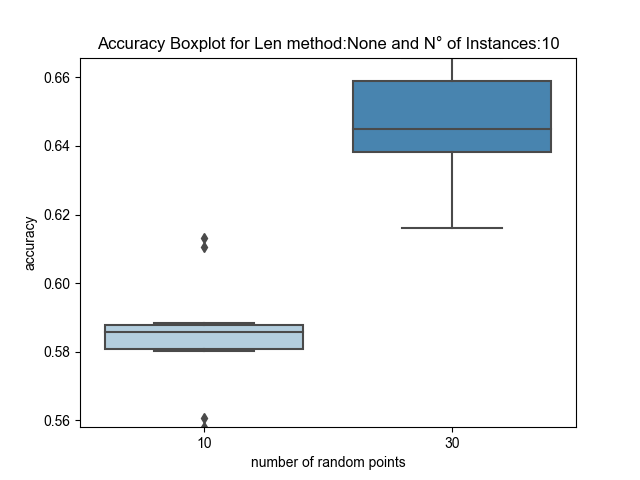 Accuracy Boxplot for Len method:None and N° of Instances:10
0.66
0.64
0.62
0.60
0.58
0.56
accuracy
10 30
number of random points